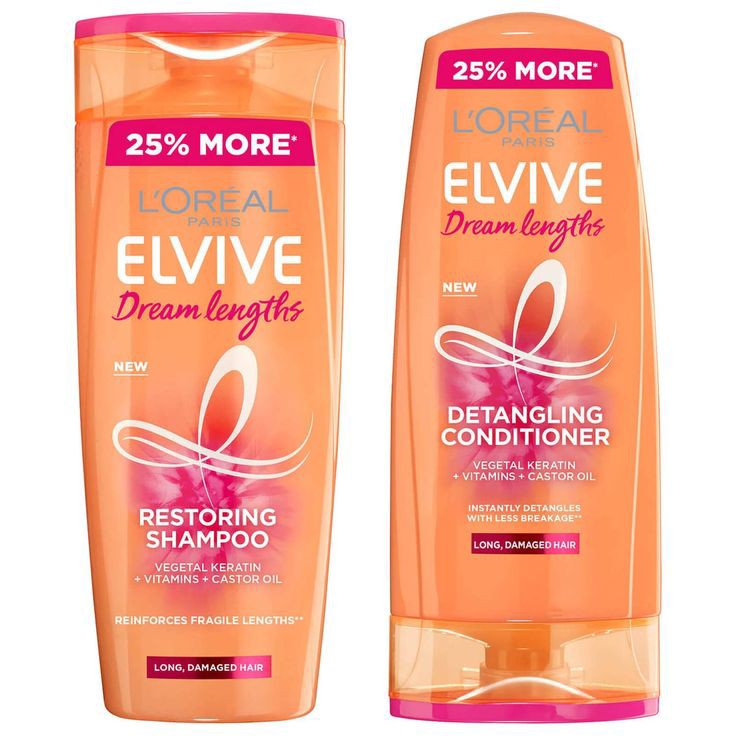 25% MORE*
L'ORÉAL
PARIS
ELVIVE
Dream lengths
NEW
RESTORING
SHAMPOO
VEGETAL KERATIN
+ VITAMINS + CASTOR OIL
REINFORCES FRAGILE LENGTHS**
LONG, DAMAGED HAIR
25% MORE*
L'ORÉAL
PARIS
ELVIVE
Dream lengths
NEW
DETANGLING
CONDITIONER
VEGETAL KERATIN
+ VITAMINS + CASTOR OIL
INSTANTLY DETANGLES
WITH LESS BREAKAGE**
LONG, DAMAGED HAIR